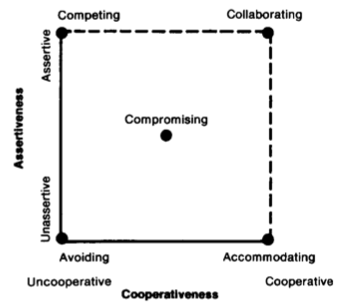 Competing
Collaborating
Assertive
Assertiveness
Compromising
Unassertive
Avoiding
Accommodating
Uncooperative
Cooperative
Cooperativeness